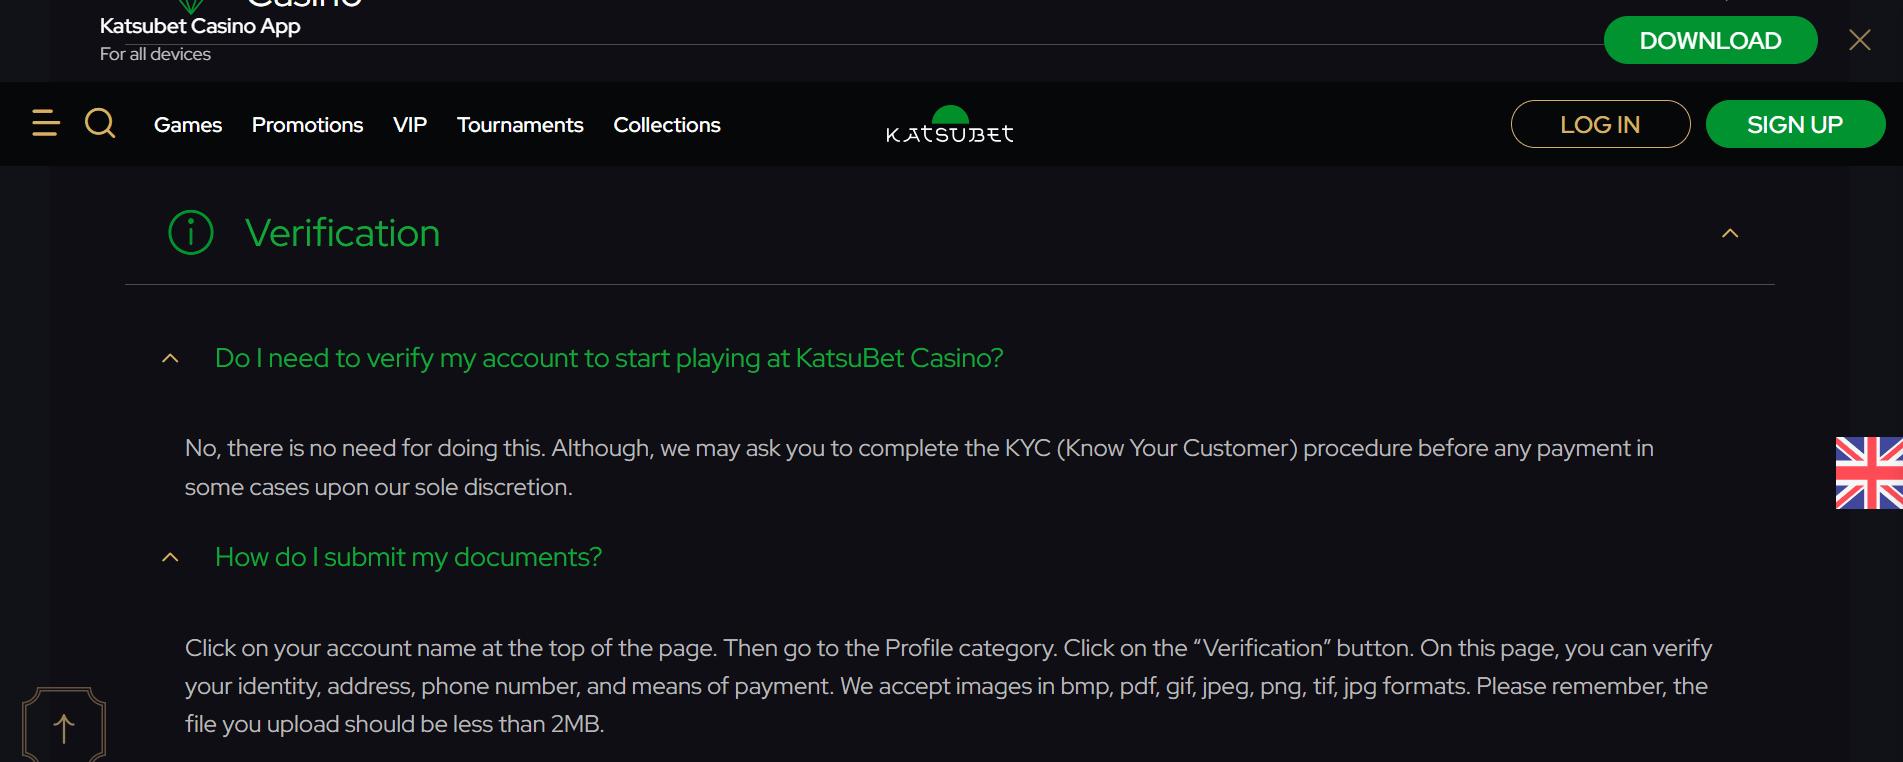 Casino
Katsubet Casino App
For all devices
DOWNLOAD
Games Promotions VIP Tournaments Collections
KATSUBET
LOG IN
SIGN UP
Verification
Do I need to verify my account to start playing at KatsuBet Casino?
No, there is no need for doing this. Although, we may ask you to complete the KYC (Know Your Customer) procedure before any payment in
some cases upon our sole discretion.
How do I submit my documents?
Click on your account name at the top of the page. Then go to the Profile category. Click on the “Verification” button. On this page, you can verify
your identity, address, phone number, and means of payment. We accept images in bmp, pdf, gif, jpeg, png, tif, jpg formats. Please remember, the
file you upload should be less than 2MB.